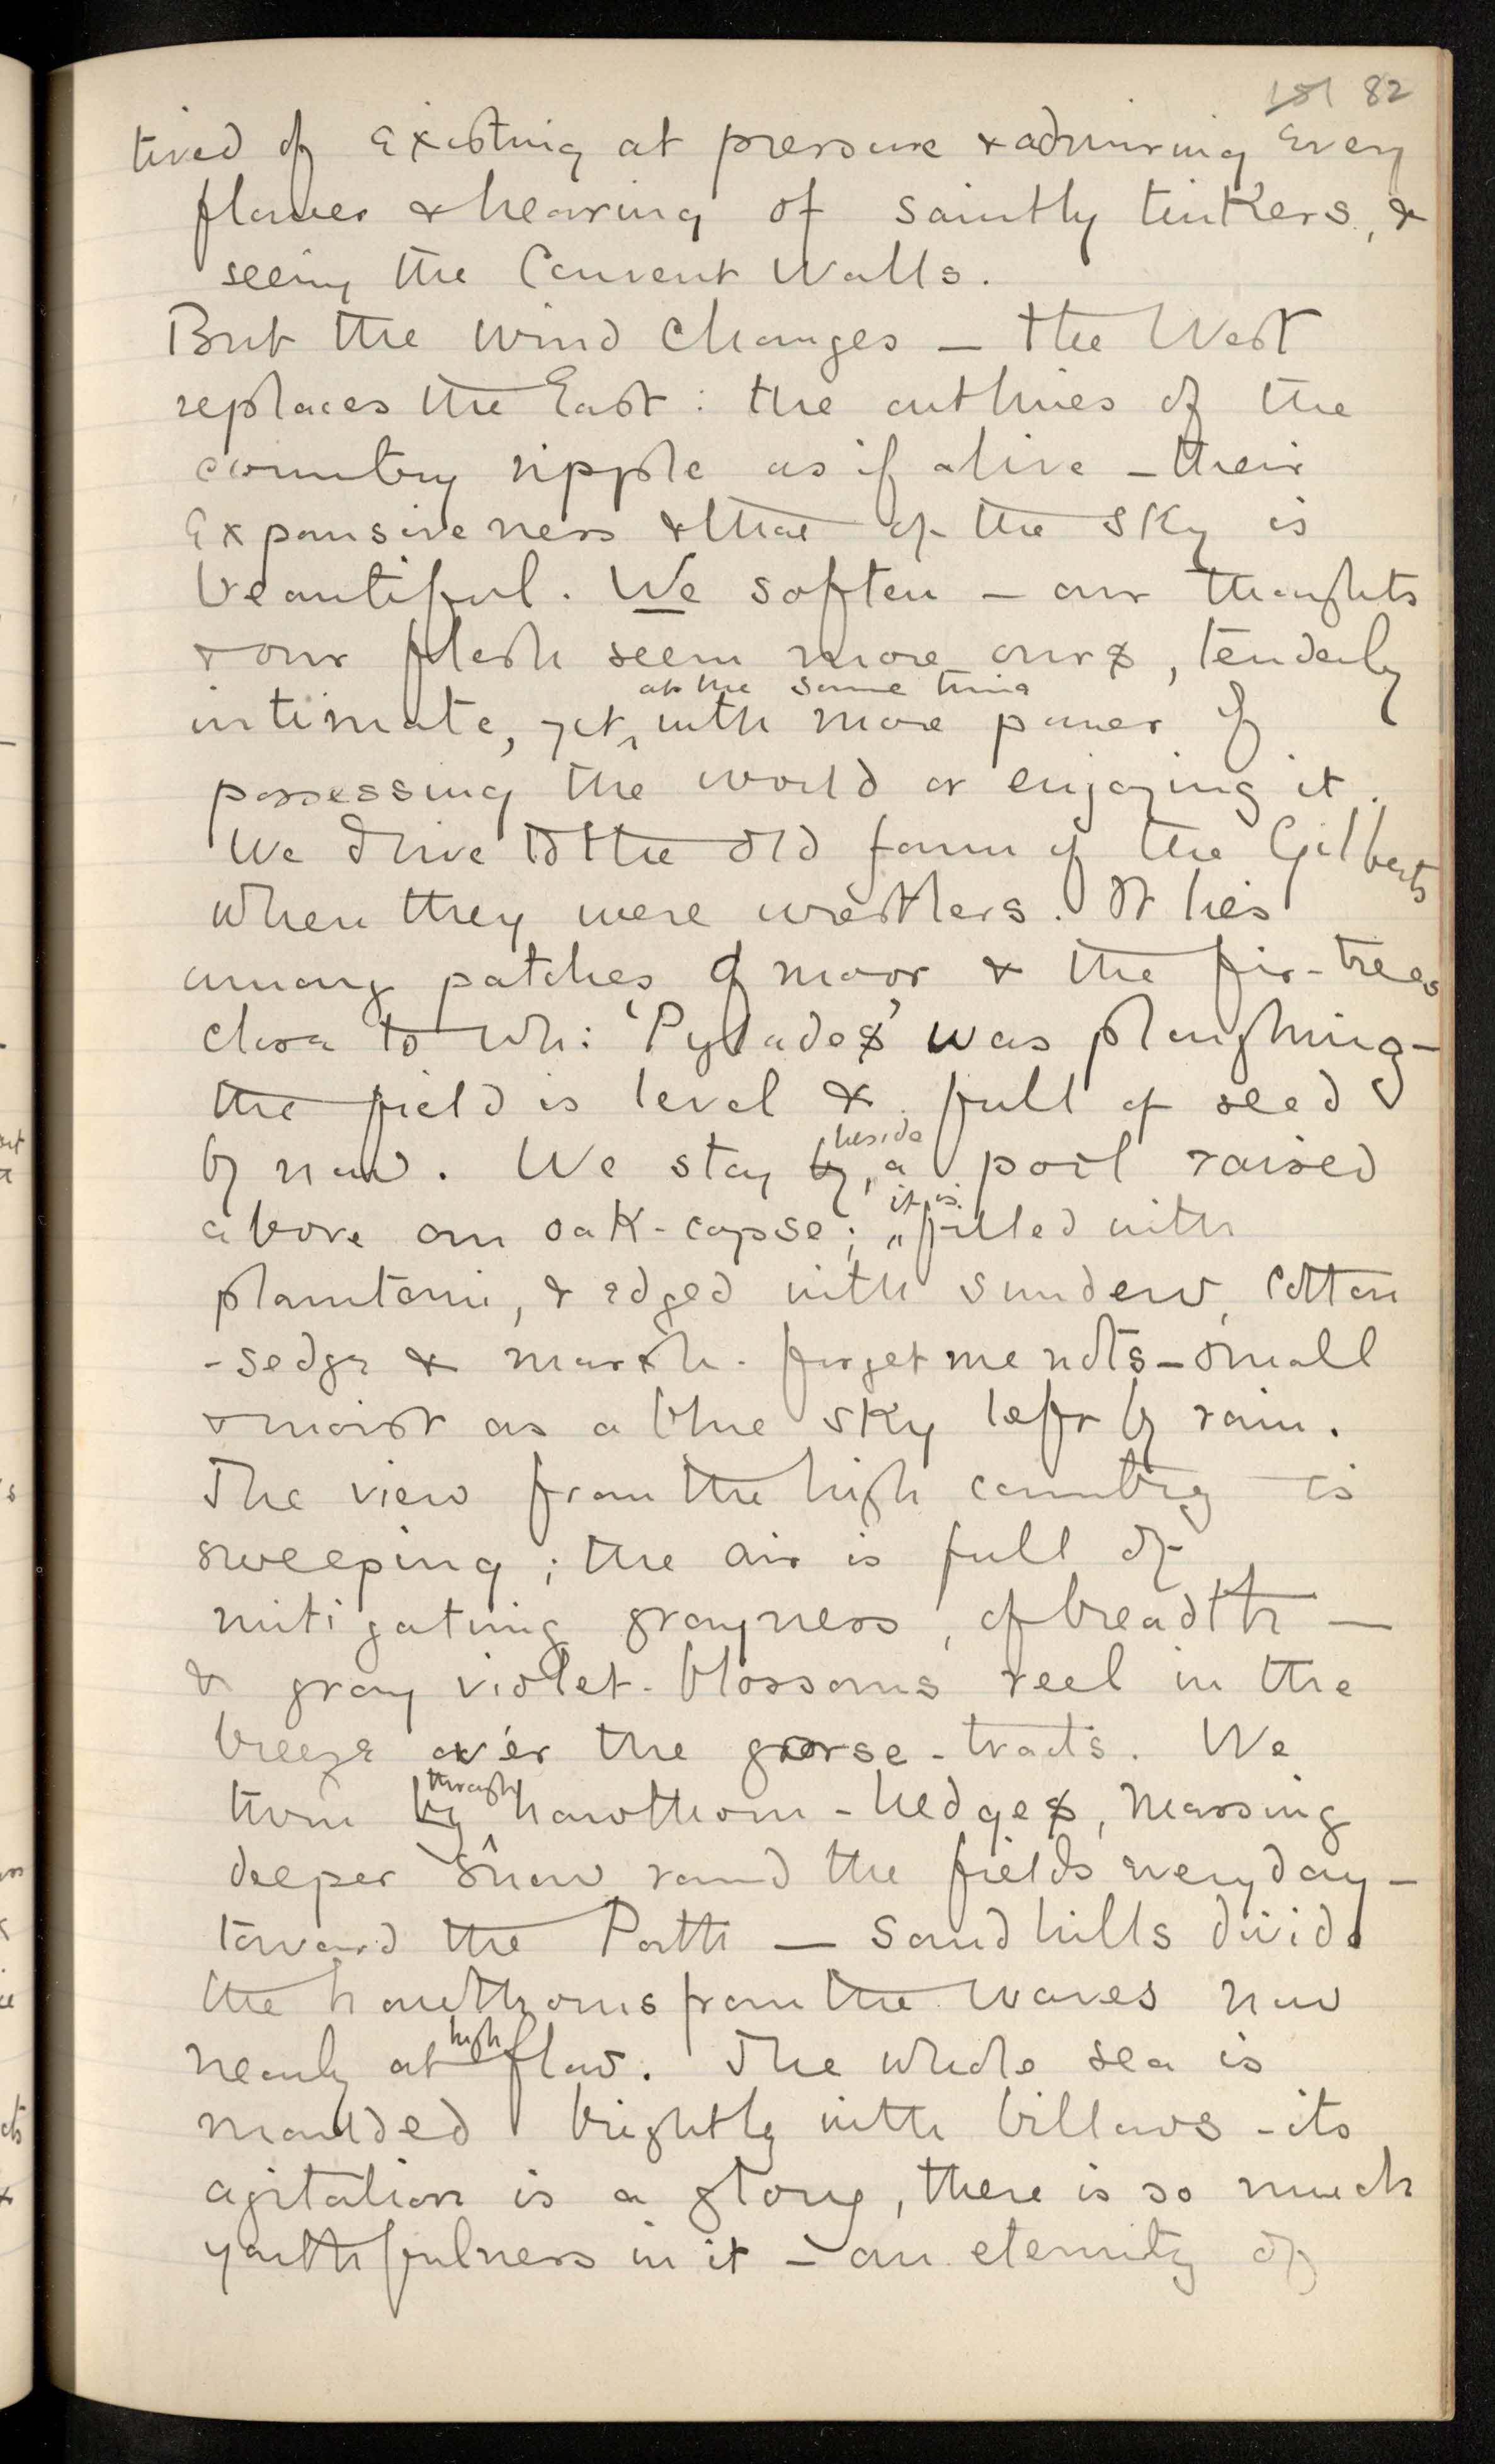 151 82
tired of existing at pressure & admiring every
flower & hearing of saintly tinkers, &
seeing the Convent Walls.
But the wind changes — the West
replaces the East: the outlines of the
country ripple as if alive — their
expansiveness & that of the sky is
beautiful. We soften — our thoughts
& our flesh seem more ours, tenderly
at the same time
intimate, yet with more power of
possessing the world or enjoying it.
We drive to the old farm of the Gilberts
when they were wrestlers. It lies
among patches of moor & the fir-trees
close to wh: 'Pylades' was ploughing —
the field is level & full of seed
beside
by now. We stay by a pool raised
it is
above an oak-copse; filled with
plantain, & edged with sundew, cotton
-sedge & marsh-forget me nots — small
& moist as a blue sky left by rain.
The view from the high country is
sweeping; the air is full of
mitigating grayness, of breadth —
& gray violet-blossoms reel in the
breeze over the gorse-tracts. We
through
turn by hawthorn-hedges, massing
deeper snow round the fields every day —
toward the Path — Sand hills divide
the hawthorns from the waves now
high
nearly at flow. The whole sea is
moulded brightly with billows — its
agitation is a glory, there is so much
youthfulness in it — an eternity of